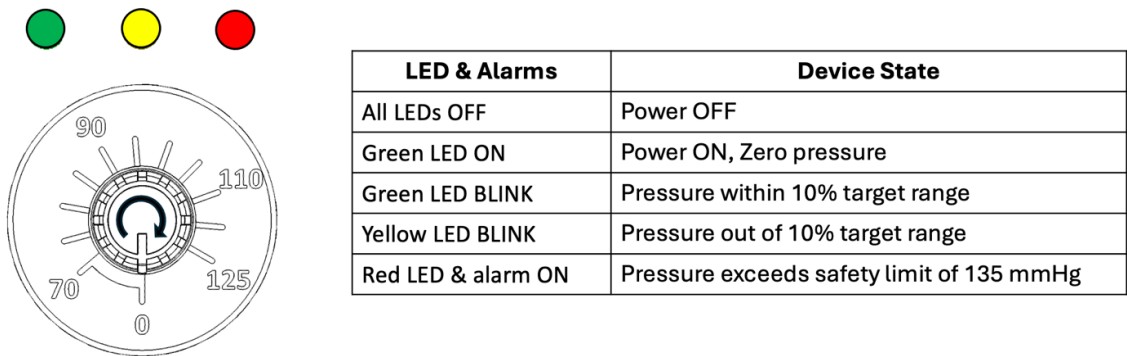 90
110
70
125
0
LED & Alarms Device State
All LEDs OFF Power OFF
Green LED ON Power ON, Zero pressure
Green LED BLINK Pressure within 10% target range
Yellow LED BLINK Pressure out of 10% target range
Red LED & alarm ON Pressure exceeds safety limit of 135 mmHg